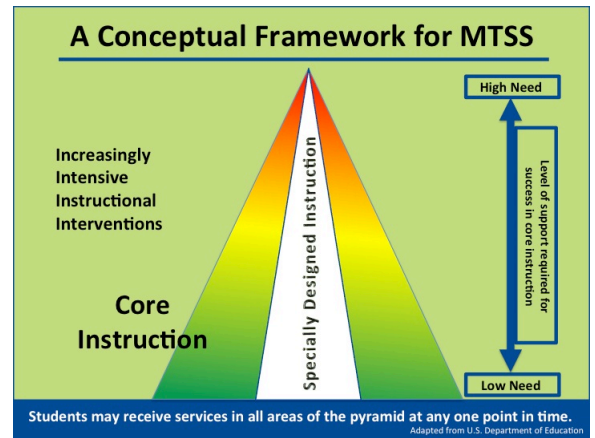 A Conceptual Framework for MTSS
High Need
Increasingly
Intensive
Instructional
Interventions
Specially Designed Instruction
Level of support required for
success in core instruction
Core
Instruction
Low Need
Students may receive services in all areas of the pyramid at any one point in time.
Adapted from U.S. Department of Education